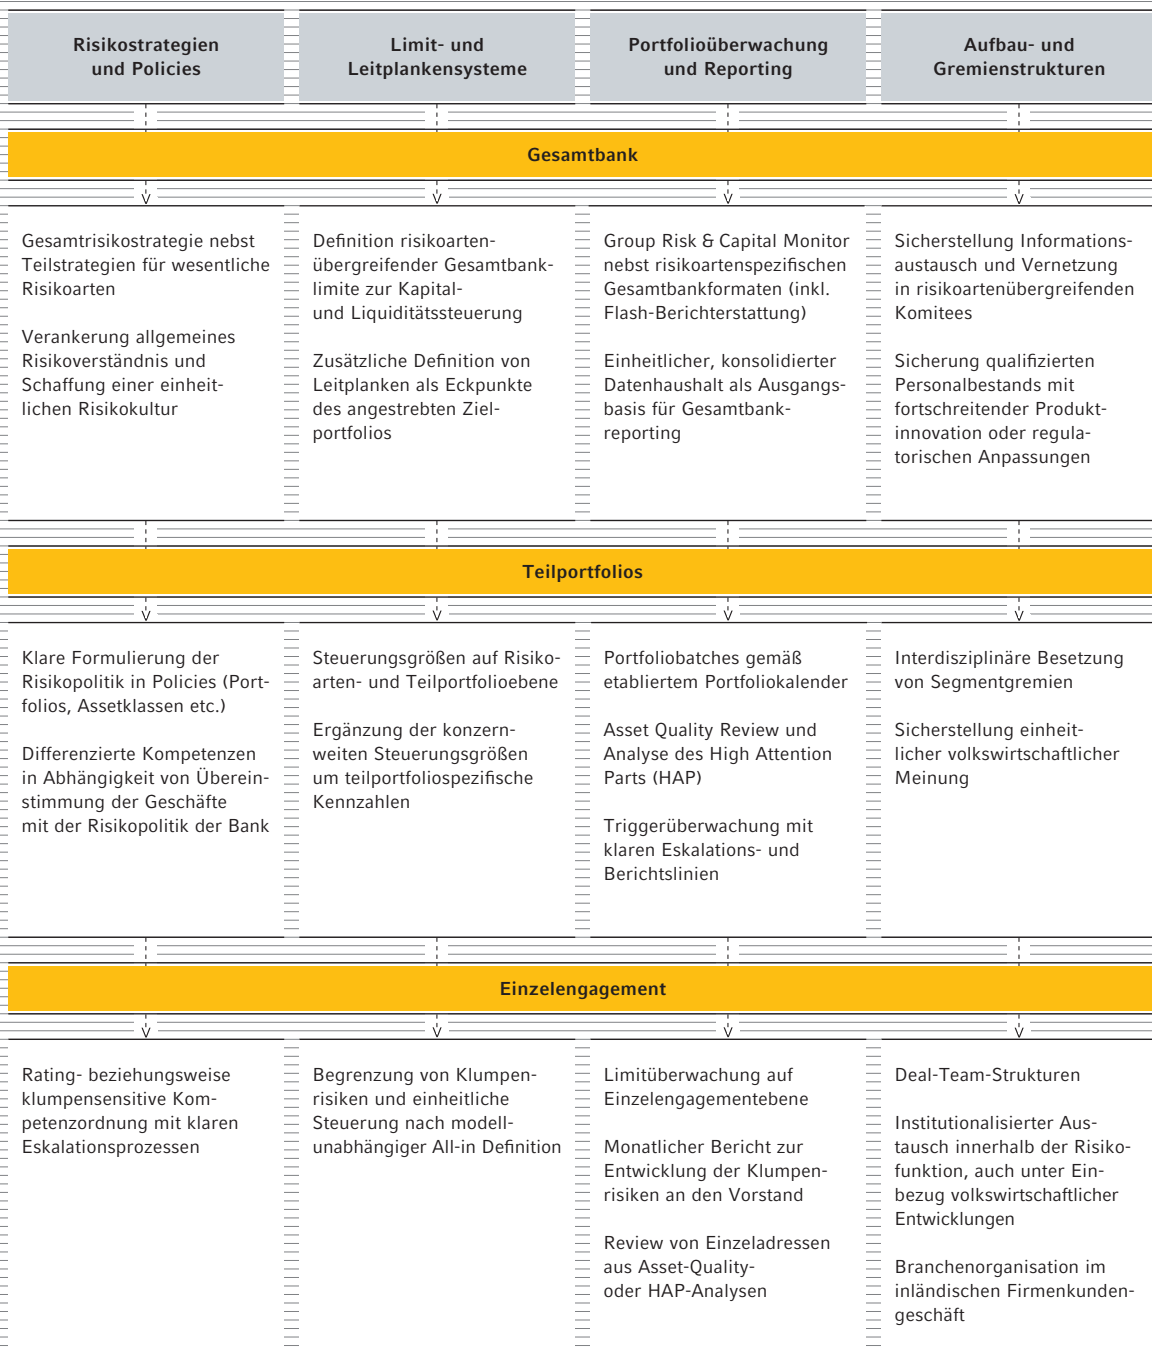 Risikostrategien
und Policies
Limit- und
Leitplankensysteme
Portfolioüberwachung
und Reporting
Aufbau- und
Gremienstrukturen
Gesamtbank
Gesamtrisikostrategie nebst
Teilstrategien für wesentliche
Risikoarten
Verankerung allgemeines
Risikoverständnis und
Schaffung einer einheit-
lichen Risikokultur
Definition risikoarten-
übergreifender Gesamtbank-
limite zur Kapital-
und Liquiditätssteuerung
Zusätzliche Definition von
Leitplanken als Eckpunkte
des angestrebten Ziel-
portfolios
Group Risk & Capital Monitor
nebst risikoartenspezifischen
Gesamtbankformaten (inkl.
Flash-Berichterstattung)
Einheitlicher, konsolidierter
Datenhaushalt als Ausgangs-
basis für Gesamtbank-
reporting
Sicherstellung Informations-
austausch und Vernetzung
in risikoartenübergreifenden
Komitees
Sicherung qualifizierten
Personalbestands mit
fortschreitender Produkt-
innovation oder regula-
torischen Anpassungen
Teilportfolios
Klare Formulierung der
Risikopolitik in Policies (Port-
folios, Assetklassen etc.)
Differenzierte Kompetenzen
in Abhängigkeit von Überein-
stimmung der Geschäfte
mit der Risikopolitik der Bank
Steuerungsgrößen auf Risiko-
arten- und Teilportfolioebene
Ergänzung der konzern-
weiten Steuerungsgrößen
um teilportfoliospezifische
Kennzahlen
Portfoliobatches gemäß
etabliertem Portfoliokalender
Asset Quality Review und
Analyse des High Attention
Parts (HAP)
Triggerüberwachung mit
klaren Eskalations- und
Berichtslinien
Interdisziplinäre Besetzung
von Segmentgremien
Sicherstellung einheit-
licher volkswirtschaftlicher
Meinung
Einzelengagement
Rating- beziehungsweise
klumpensensitive Kom-
petenzordnung mit klaren
Eskalationsprozessen
Begrenzung von Klumpen-
risiken und einheitliche
Steuerung nach modell-
unabhängiger All-in Definition
Limitüberwachung auf
Einzelengagementebene
Monatlicher Bericht zur
Entwicklung der Klumpen-
risiken an den Vorstand
Review von Einzeladressen
aus Asset-Quality-
oder HAP-Analysen
Deal-Team-Strukturen
Institutionalisierter Aus-
tausch innerhalb der Risiko-
funktion, auch unter Ein-
bezug volkswirtschaftlicher
Entwicklungen
Branchenorganisation im
inländischen Firmenkunden-
geschäft